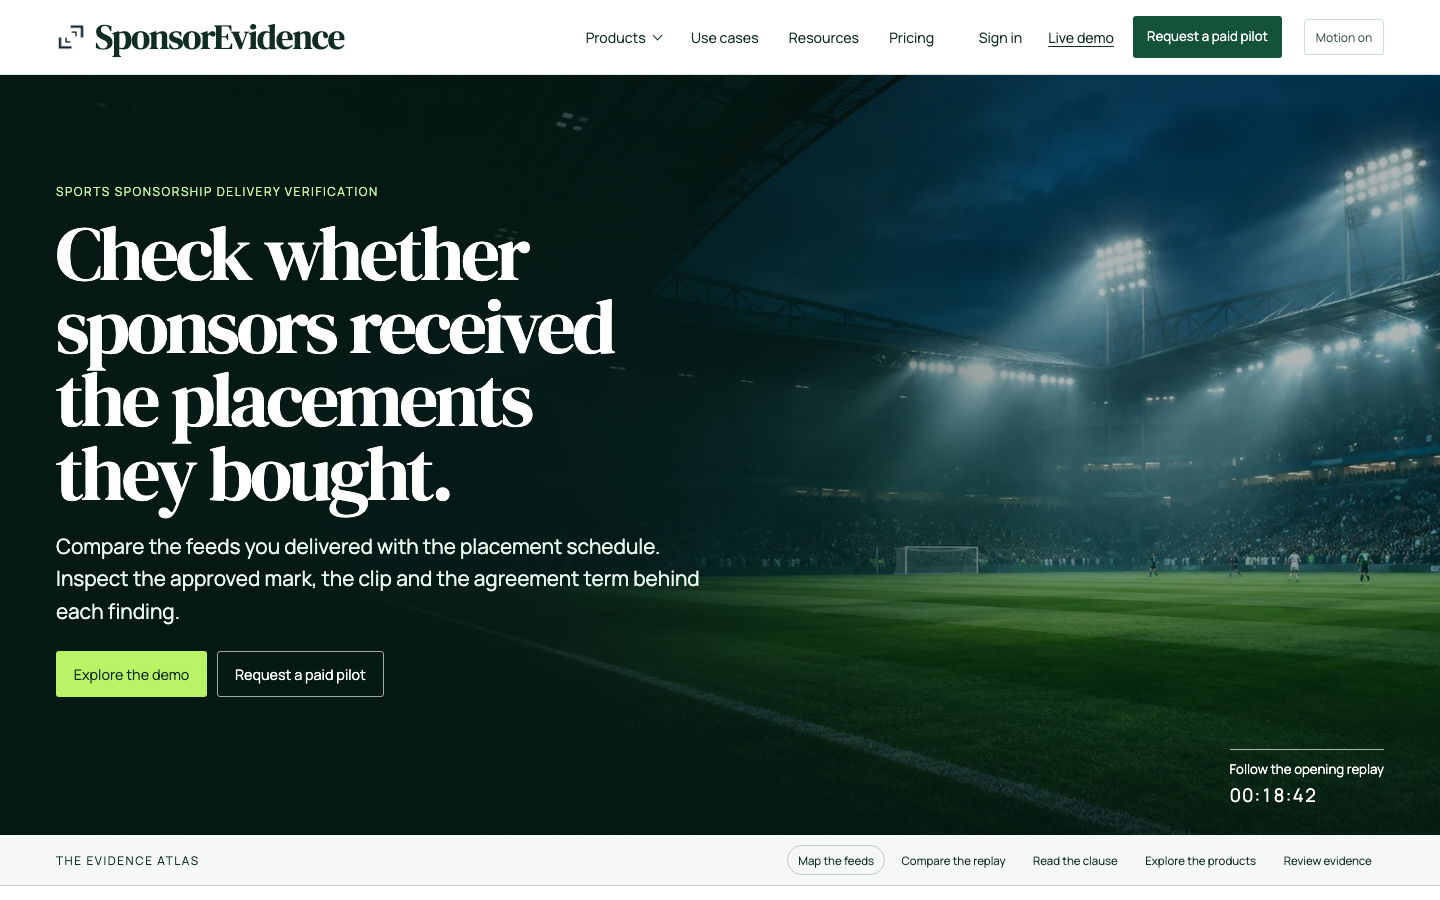 SponsorEvidence
Products
Use cases
Resources
Pricing
Sign in
Live demo
Request a paid pilot
Motion on
SPORTS SPONSORSHIP DELIVERY VERIFICATION
Check whether
sponsors received
the placements
they bought.
Compare the feeds you delivered with the placement schedule.
Inspect the approved mark, the clip and the agreement term behind
each finding.
Explore the demo
Request a paid pilot
Follow the opening replay
00:18:42
THE EVIDENCE ATLAS
Map the feeds
Compare the replay
Read the clause
Explore the products
Review evidence